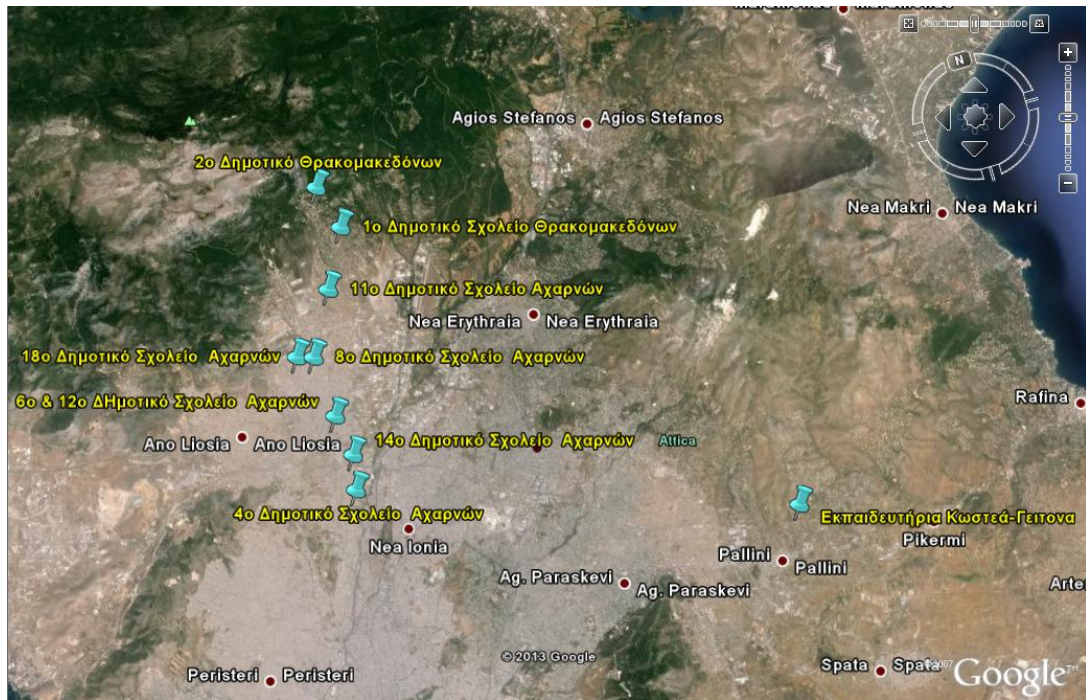 N
Agios Stefanos Agios Stefanos
2ο Δημοτικό Θρακομακεδόνων
Nea Makri Nea Makri
1ο Δημοτικό Σχολείο Θρακομακεδόνων
11ο Δημοτικό Σχολείο Αχαρνών
Nea Erythraia Nea Erythraia
18ο Δημοτικό Σχολείο Αχαρνών
8ο Δημοτικό Σχολείο Αχαρνών
Rafina
6ο & 12ο ΔΗμοτικό Σχολείο Αχαρνών
Ano Liosia Ano Liosia
14ο Δημοτικό Σχολείο Αχαρνών
Attica
4ο Δημοτικό Σχολείο Αχαρνών
Εκπαιδευτήρια Κωστεά-Γειτονα
Pikermi
Nea Ionia
Pallini Pallini
Ag. Paraskevi Ag. Paraskevi
© 2013 Google
Peristeri Peristeri
Spata Spata
©2007 Google™